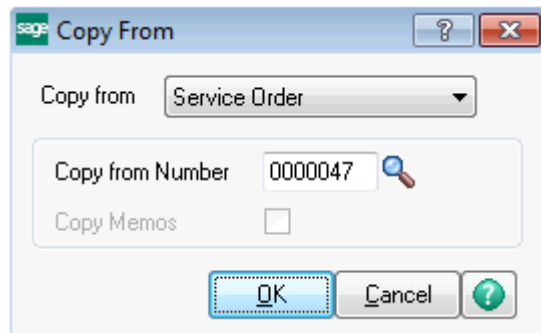 sage Copy From ?
Copy from Service Order
Copy from Number 0000047
Copy Memos
OK Cancel ?